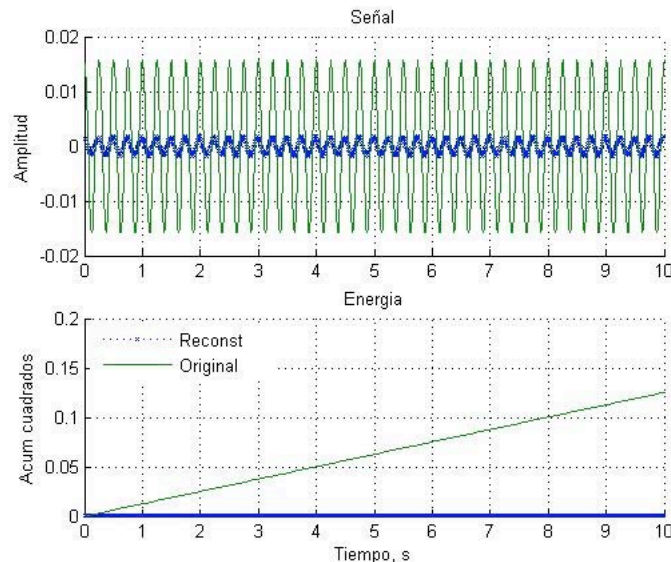 Señal
0.02
0.01
0
-0.01
-0.02
Amplitud
0 1 2 3 4 5 6 7 8 9 10
Energia
0.2
0.15
0.1
0.05
0
Acum cuadrados
Reconst
Original
0 1 2 3 4 5 6 7 8 9 10
Tiempo, s